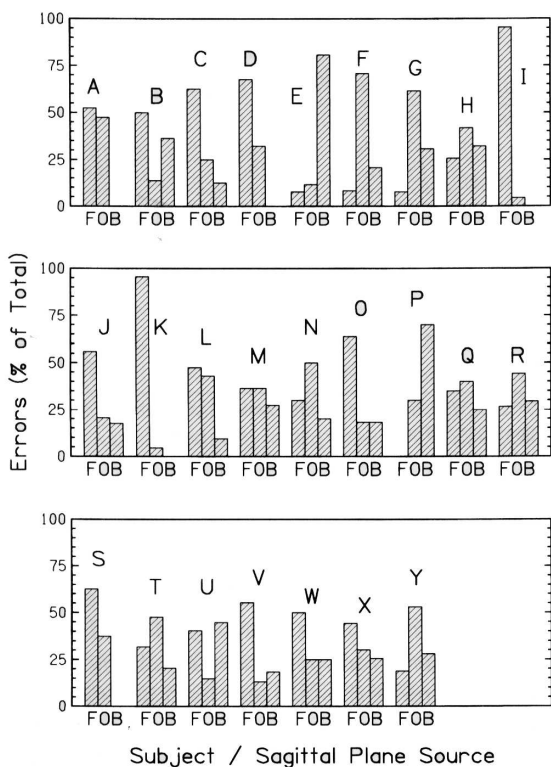 100
75
50
25
0
A B C D E F G H I
FOB FOB FOB FOB FOB FOB FOB FOB FOB
Errors (% of Total)
100
75
50
25
0
J K L M N O P Q R
FOB FOB FOB FOB FOB FOB FOB FOB FOB
100
75
50
25
0
S T U V W X Y
FOB FOB FOB FOB FOB FOB FOB
Subject / Sagittal Plane Source